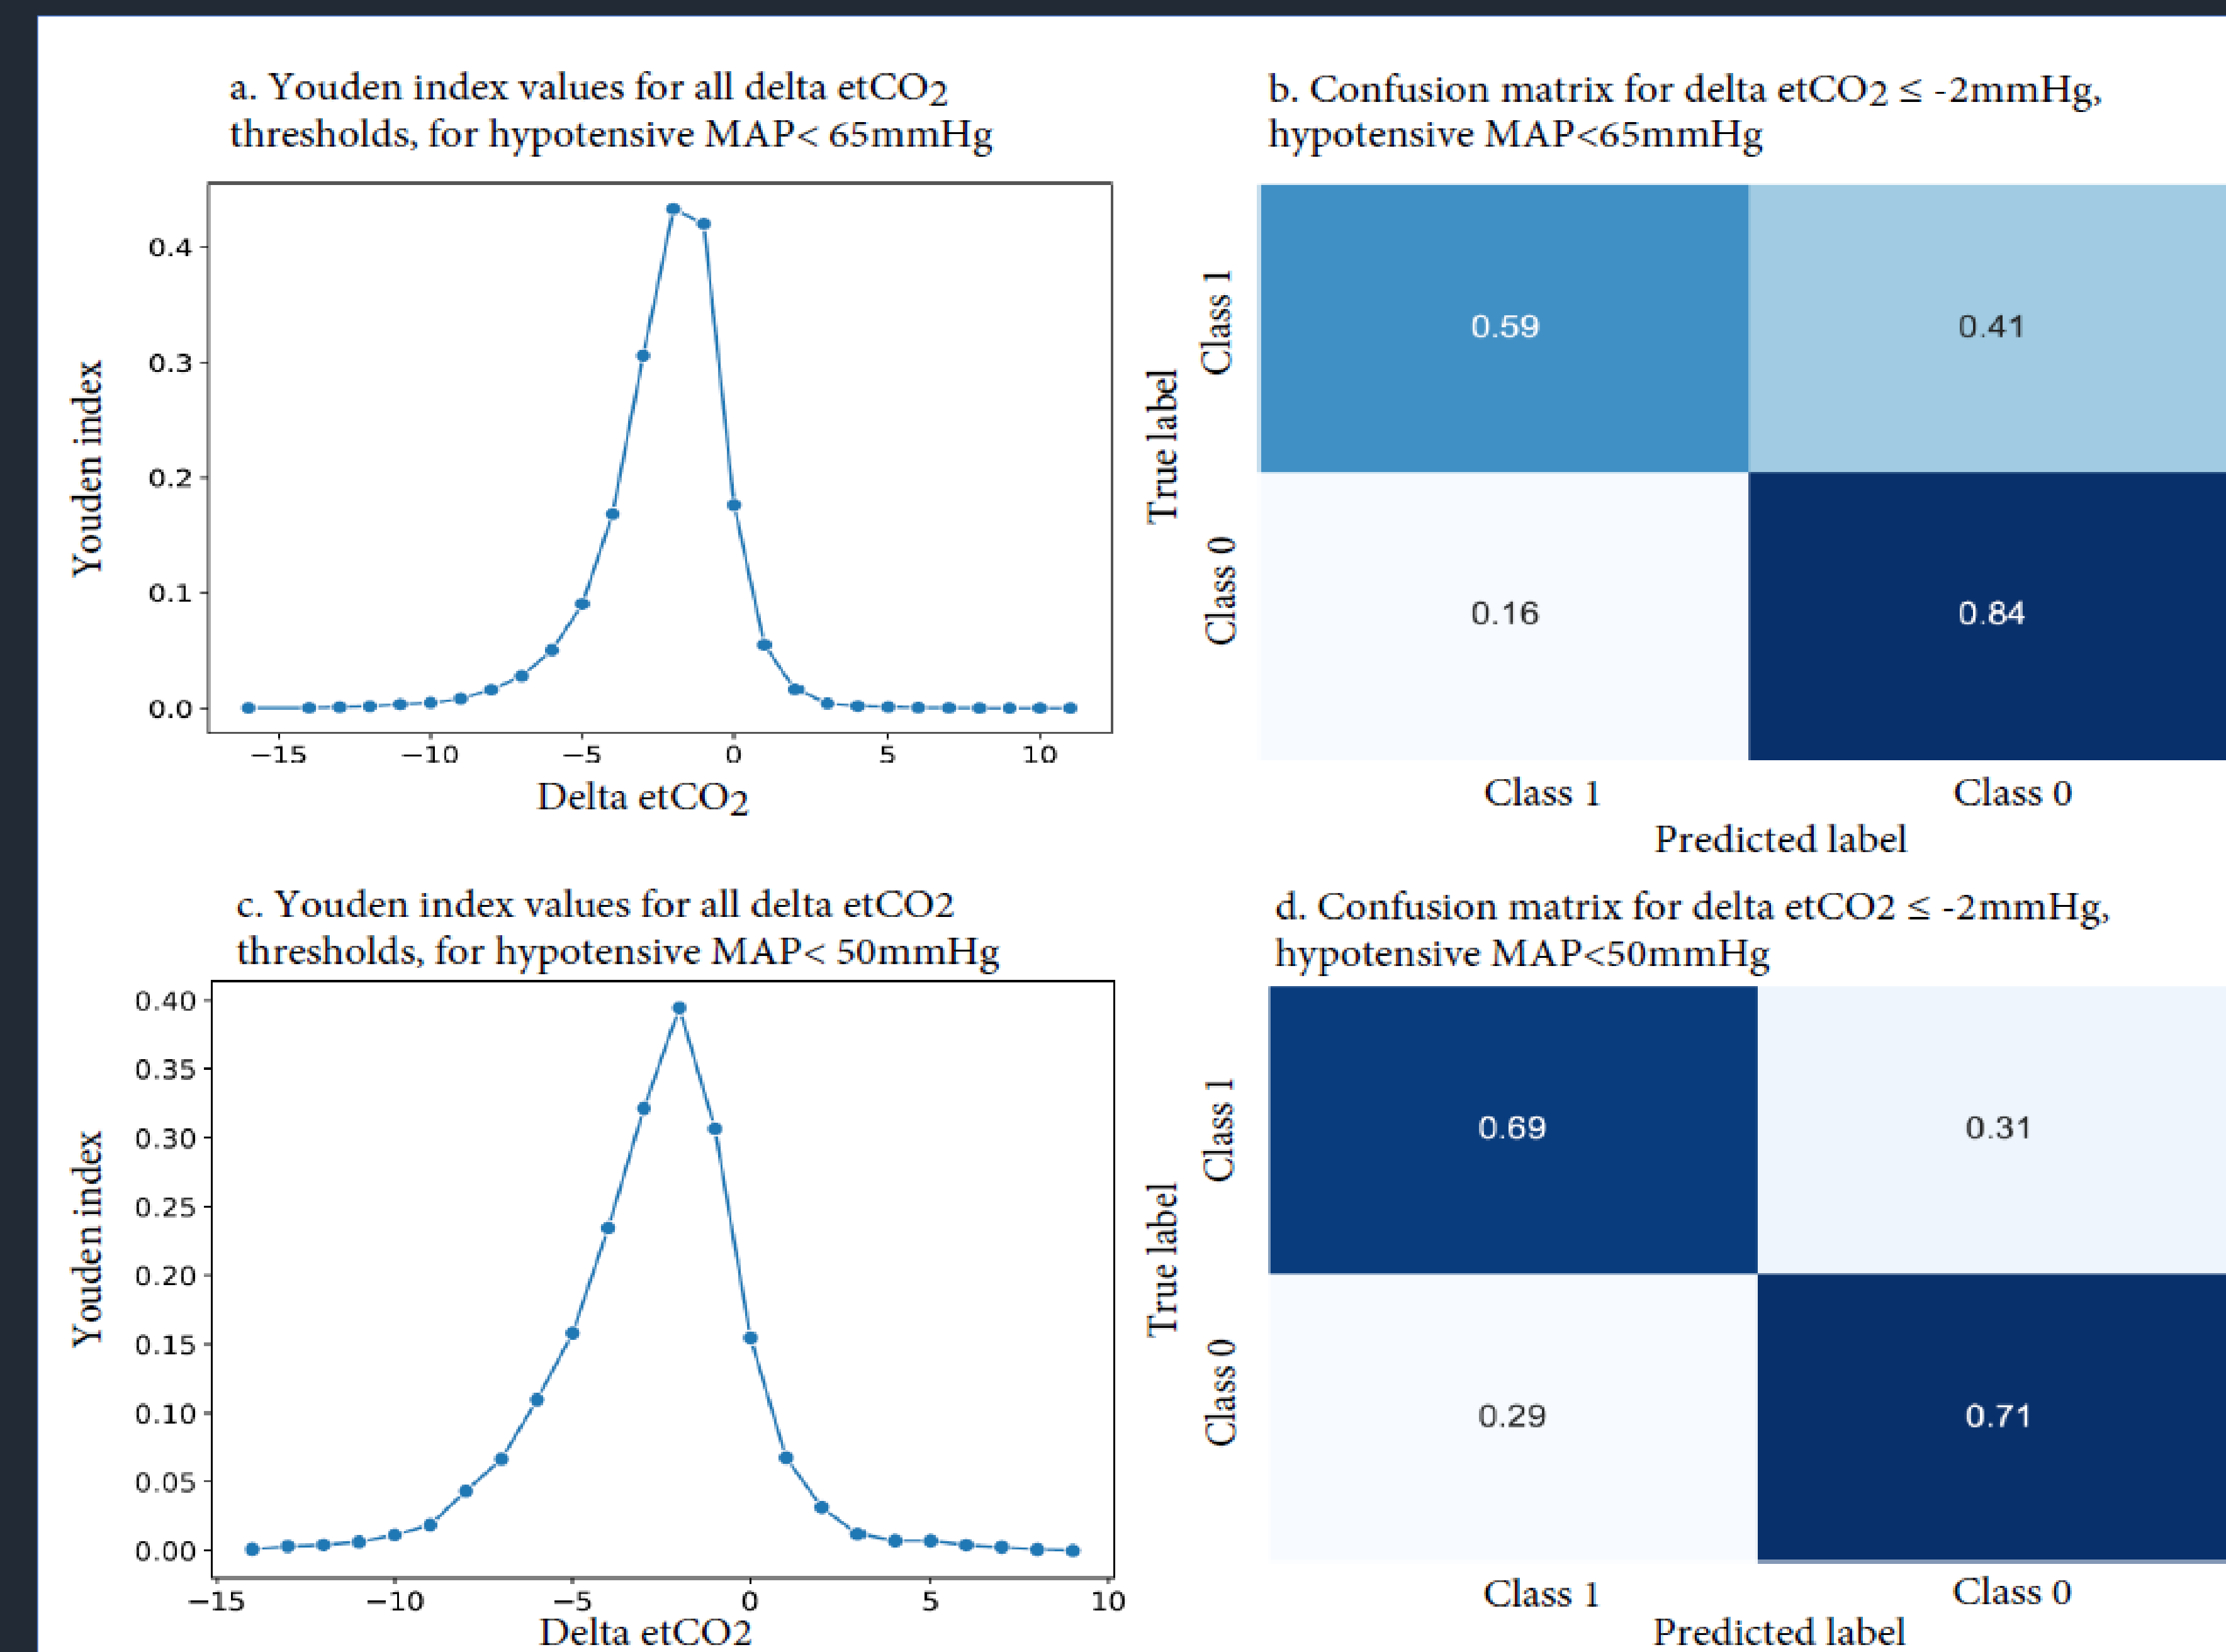 a. Youden index values for all delta etCO2
thresholds, for hypotensive MAP< 65mmHg
Youden index
0.4
0.3
0.2
0.1
0.0
−15 −10 −5 0 5 10
Delta etCO2
b. Confusion matrix for delta etCO2 ≤ -2mmHg,
hypotensive MAP<65mmHg
True label
Class 1
Class 0
0.59 0.41
0.16 0.84
Class 1 Class 0
Predicted label
c. Youden index values for all delta etCO2
thresholds, for hypotensive MAP< 50mmHg
Youden index
0.40
0.35
0.30
0.25
0.20
0.15
0.10
0.05
0.00
−15 −10 −5 0 5 10
Delta etCO2
d. Confusion matrix for delta etCO2 ≤ -2mmHg,
hypotensive MAP<50mmHg
True label
Class 1
Class 0
0.69 0.31
0.29 0.71
Class 1 Class 0
Predicted label